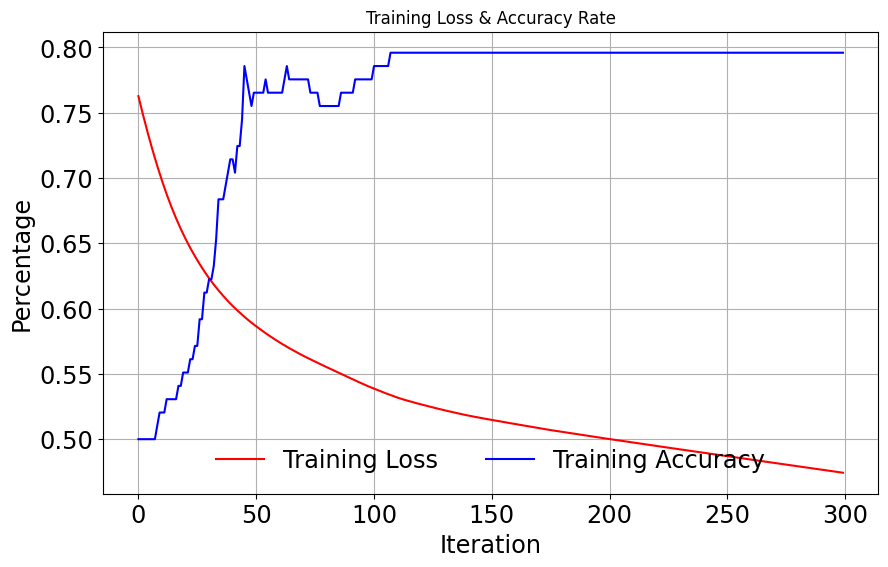 Training Loss & Accuracy Rate
0.80
0.75
0.70
0.65
0.60
0.55
0.50
Percentage
Training Loss
Training Accuracy
0 50 100 150 200 250 300
Iteration